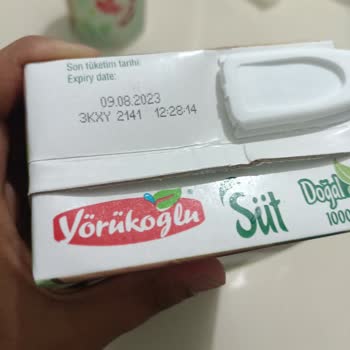 Son tüketim tarihi:
Expiry date:
09.08.2023
3KXY 2141 12:28:14
Yörükoğlu
Süt
Doğal
1000